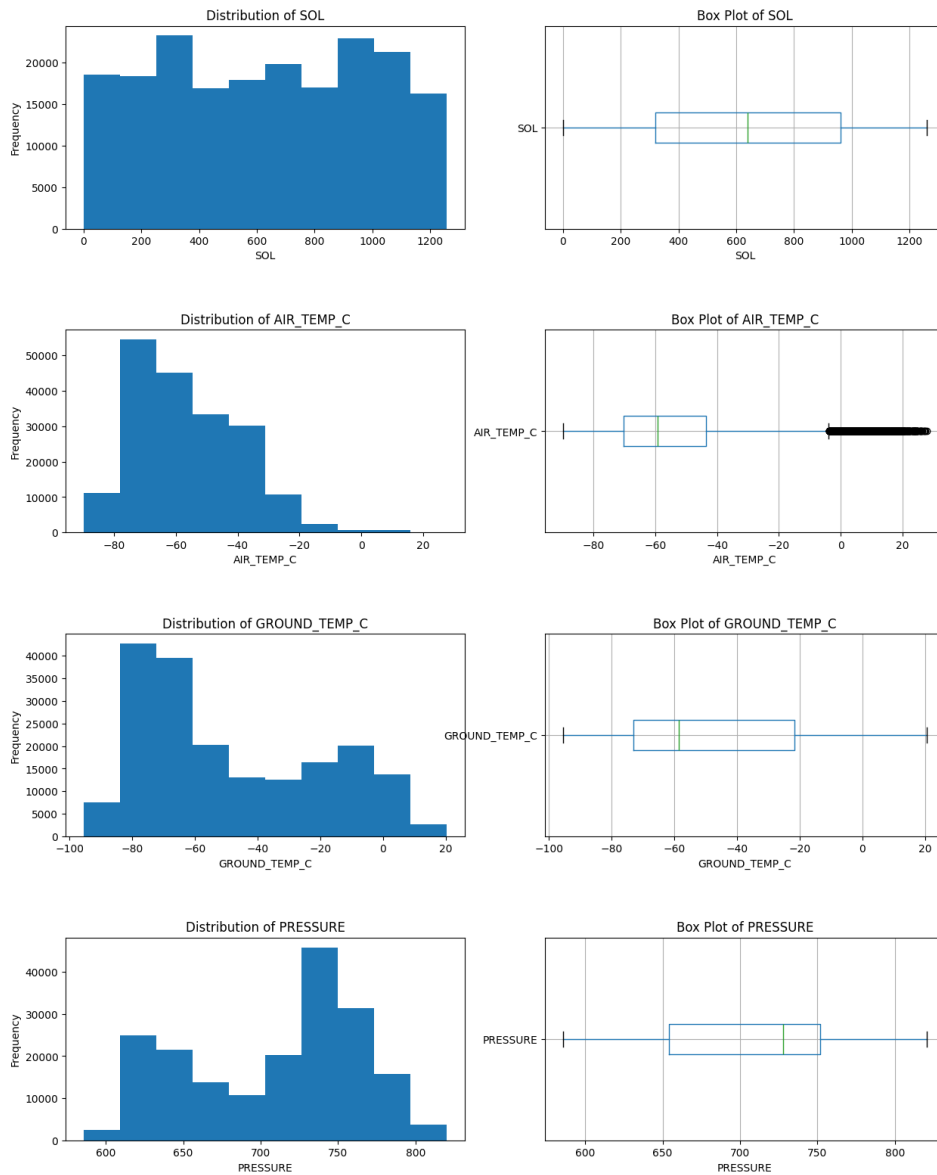 Distribution of SOL
Frequency
20000
15000
10000
5000
0
0 200 400 600 800 1000 1200
SOL
Box Plot of SOL
SOL
0 200 400 600 800 1000 1200
SOL
Distribution of AIR_TEMP_C
Frequency
50000
40000
30000
20000
10000
0
−80 −60 −40 −20 0 20
AIR_TEMP_C
Box Plot of AIR_TEMP_C
AIR_TEMP_C
−80 −60 −40 −20 0 20
AIR_TEMP_C
Distribution of GROUND_TEMP_C
Frequency
40000
35000
30000
25000
20000
15000
10000
5000
0
−100 −80 −60 −40 −20 0 20
GROUND_TEMP_C
Box Plot of GROUND_TEMP_C
GROUND_TEMP_C
−100 −80 −60 −40 −20 0 20
GROUND_TEMP_C
Distribution of PRESSURE
Frequency
40000
30000
20000
10000
0
600 650 700 750 800
PRESSURE
Box Plot of PRESSURE
PRESSURE
600 650 700 750 800
PRESSURE